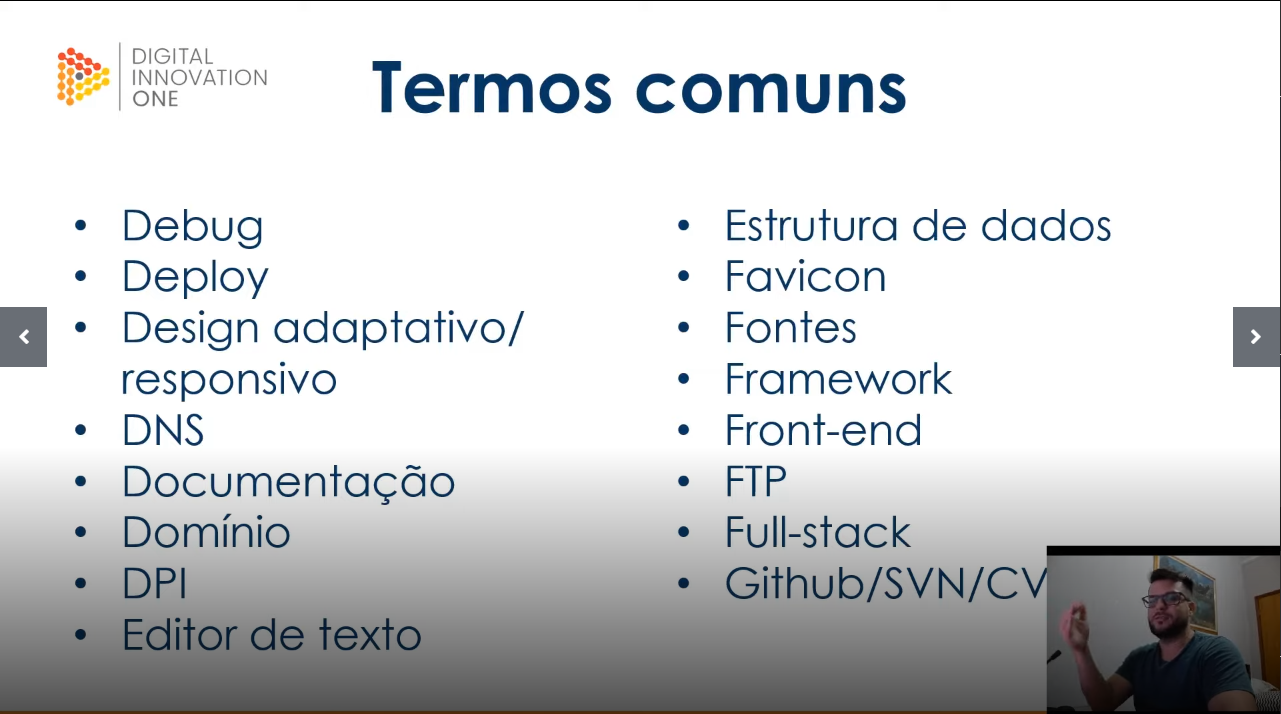 DIGITAL
INNOVATION
ONE
Termos comuns
• Debug
• Deploy
• Design adaptativo/
responsivo
• DNS
• Documentação
• Domínio
• DPI
• Editor de texto
• Estrutura de dados
• Favicon
• Fontes
• Framework
• Front-end
• FTP
• Full-stack
• Github/SVN/CV